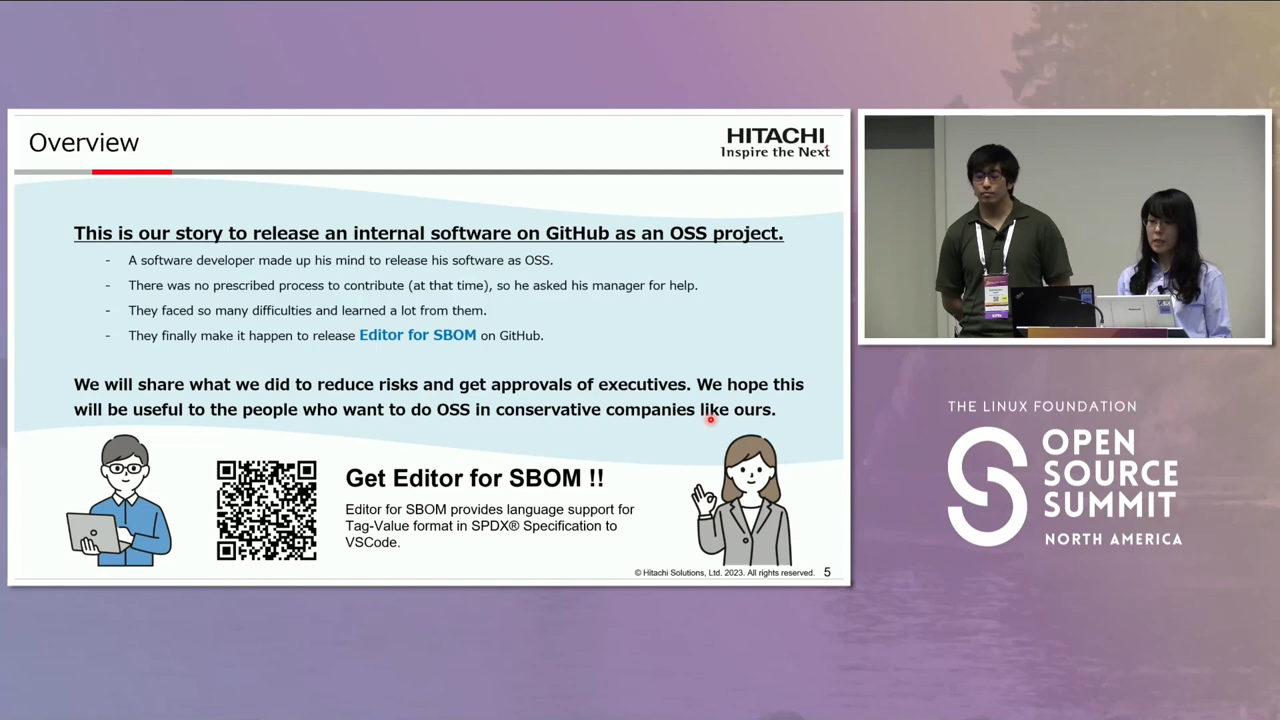 Overview
HITACHI
Inspire the Next
This is our story to release an internal software on GitHub as an OSS project.
- A software developer made up his mind to release his software as OSS.
- There was no prescribed process to contribute (at that time), so he asked his manager for help.
- They faced so many difficulties and learned a lot from them.
- They finally make it happen to release Editor for SBOM on GitHub.
We will share what we did to reduce risks and get approvals of executives. We hope this
will be useful to the people who want to do OSS in conservative companies like ours.
Get Editor for SBOM !!
Editor for SBOM provides language support for
Tag-Value format in SPDX® Specification to
VSCode.
© Hitachi Solutions, Ltd. 2023. All rights reserved. 5
THE LINUX FOUNDATION
OPEN
SOURCE
SUMMIT
NORTH AMERICA